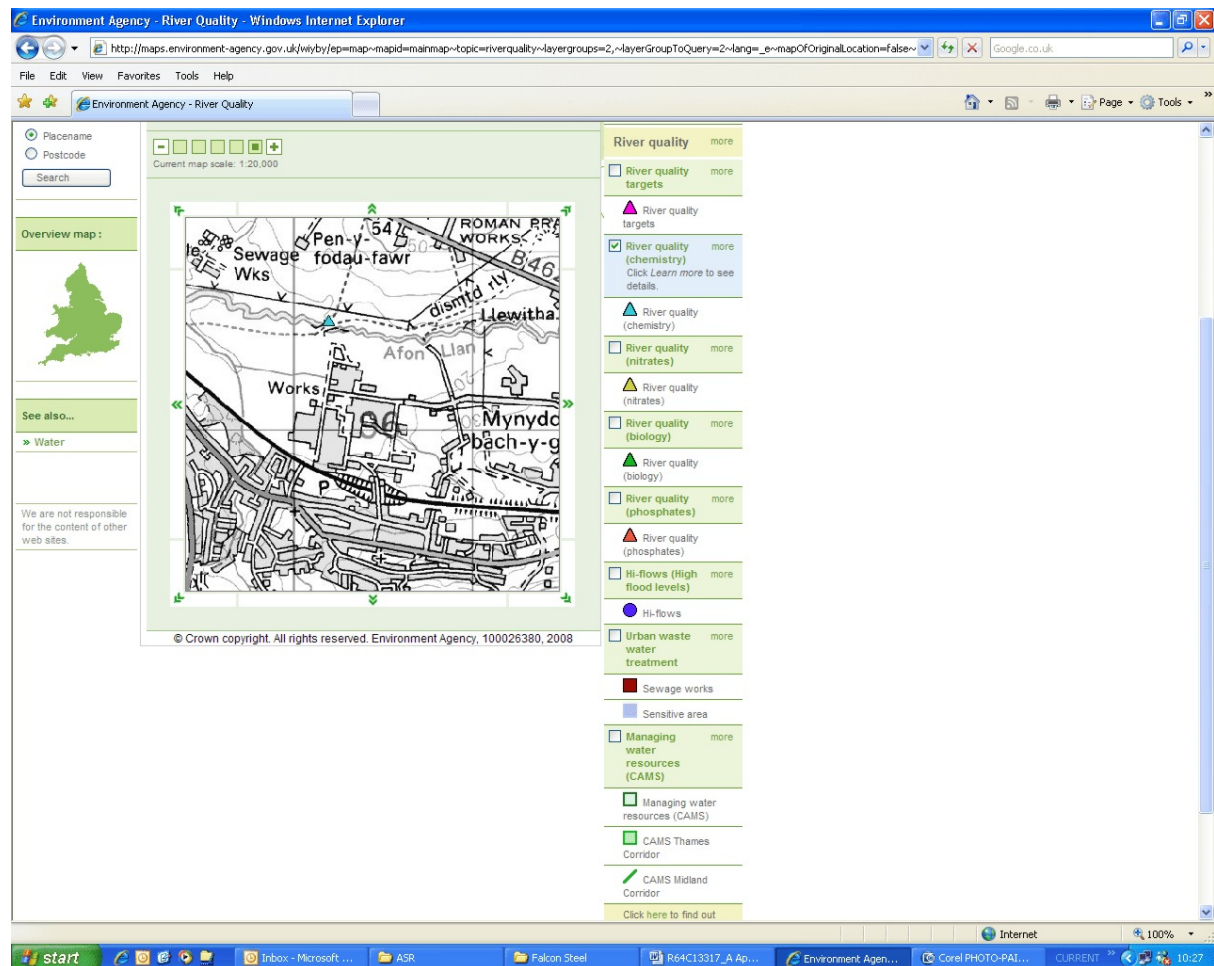 Environment Agency - River Quality - Windows Internet Explorer
http://maps.environment-agency.gov.uk/wiyby/ep=map~mapid=mainmap~topic=riverquality~layergroups=2,~layerGroupToQuery=2~lang=_e~mapOfOriginalLocation=false~
Google.co.uk
File Edit View Favorites Tools Help
Environment Agency - River Quality
Page Tools
Placename
Postcode
Search
Overview map :
See also...
» Water
We are not responsible
for the content of other
web sites.
Current map scale: 1:20,000
54
ROMAN PRA
WORKS
Pen-y-
fodau-fawr
50
B462
Sewage
Wks
dismtd rly
Llewitha
Afon Llan
20
Works
96
30
Mynydd
bach-y-g
P
© Crown copyright. All rights reserved. Environment Agency, 100026380, 2008
River quality more
River quality more
targets
River quality
targets
River quality more
(chemistry)
Click Learn more to see
details.
River quality
(chemistry)
River quality more
(nitrates)
River quality
(nitrates)
River quality more
(biology)
River quality
(biology)
River quality more
(phosphates)
River quality
(phosphates)
Hi-flows (High more
flood levels)
Hi-flows
Urban waste more
water
treatment
Sewage works
Sensitive area
Managing more
water
resources
(CAMS)
Managing water
resources (CAMS)
CAMS Thames
Corridor
CAMS Midland
Corridor
Click here to find out
Internet
100%
start
Inbox - Microsoft ...
ASR
Falcon Steel
R64C13317_A Ap...
Environment Agen...
Corel PHOTO-PAI...
CURRENT
10:27